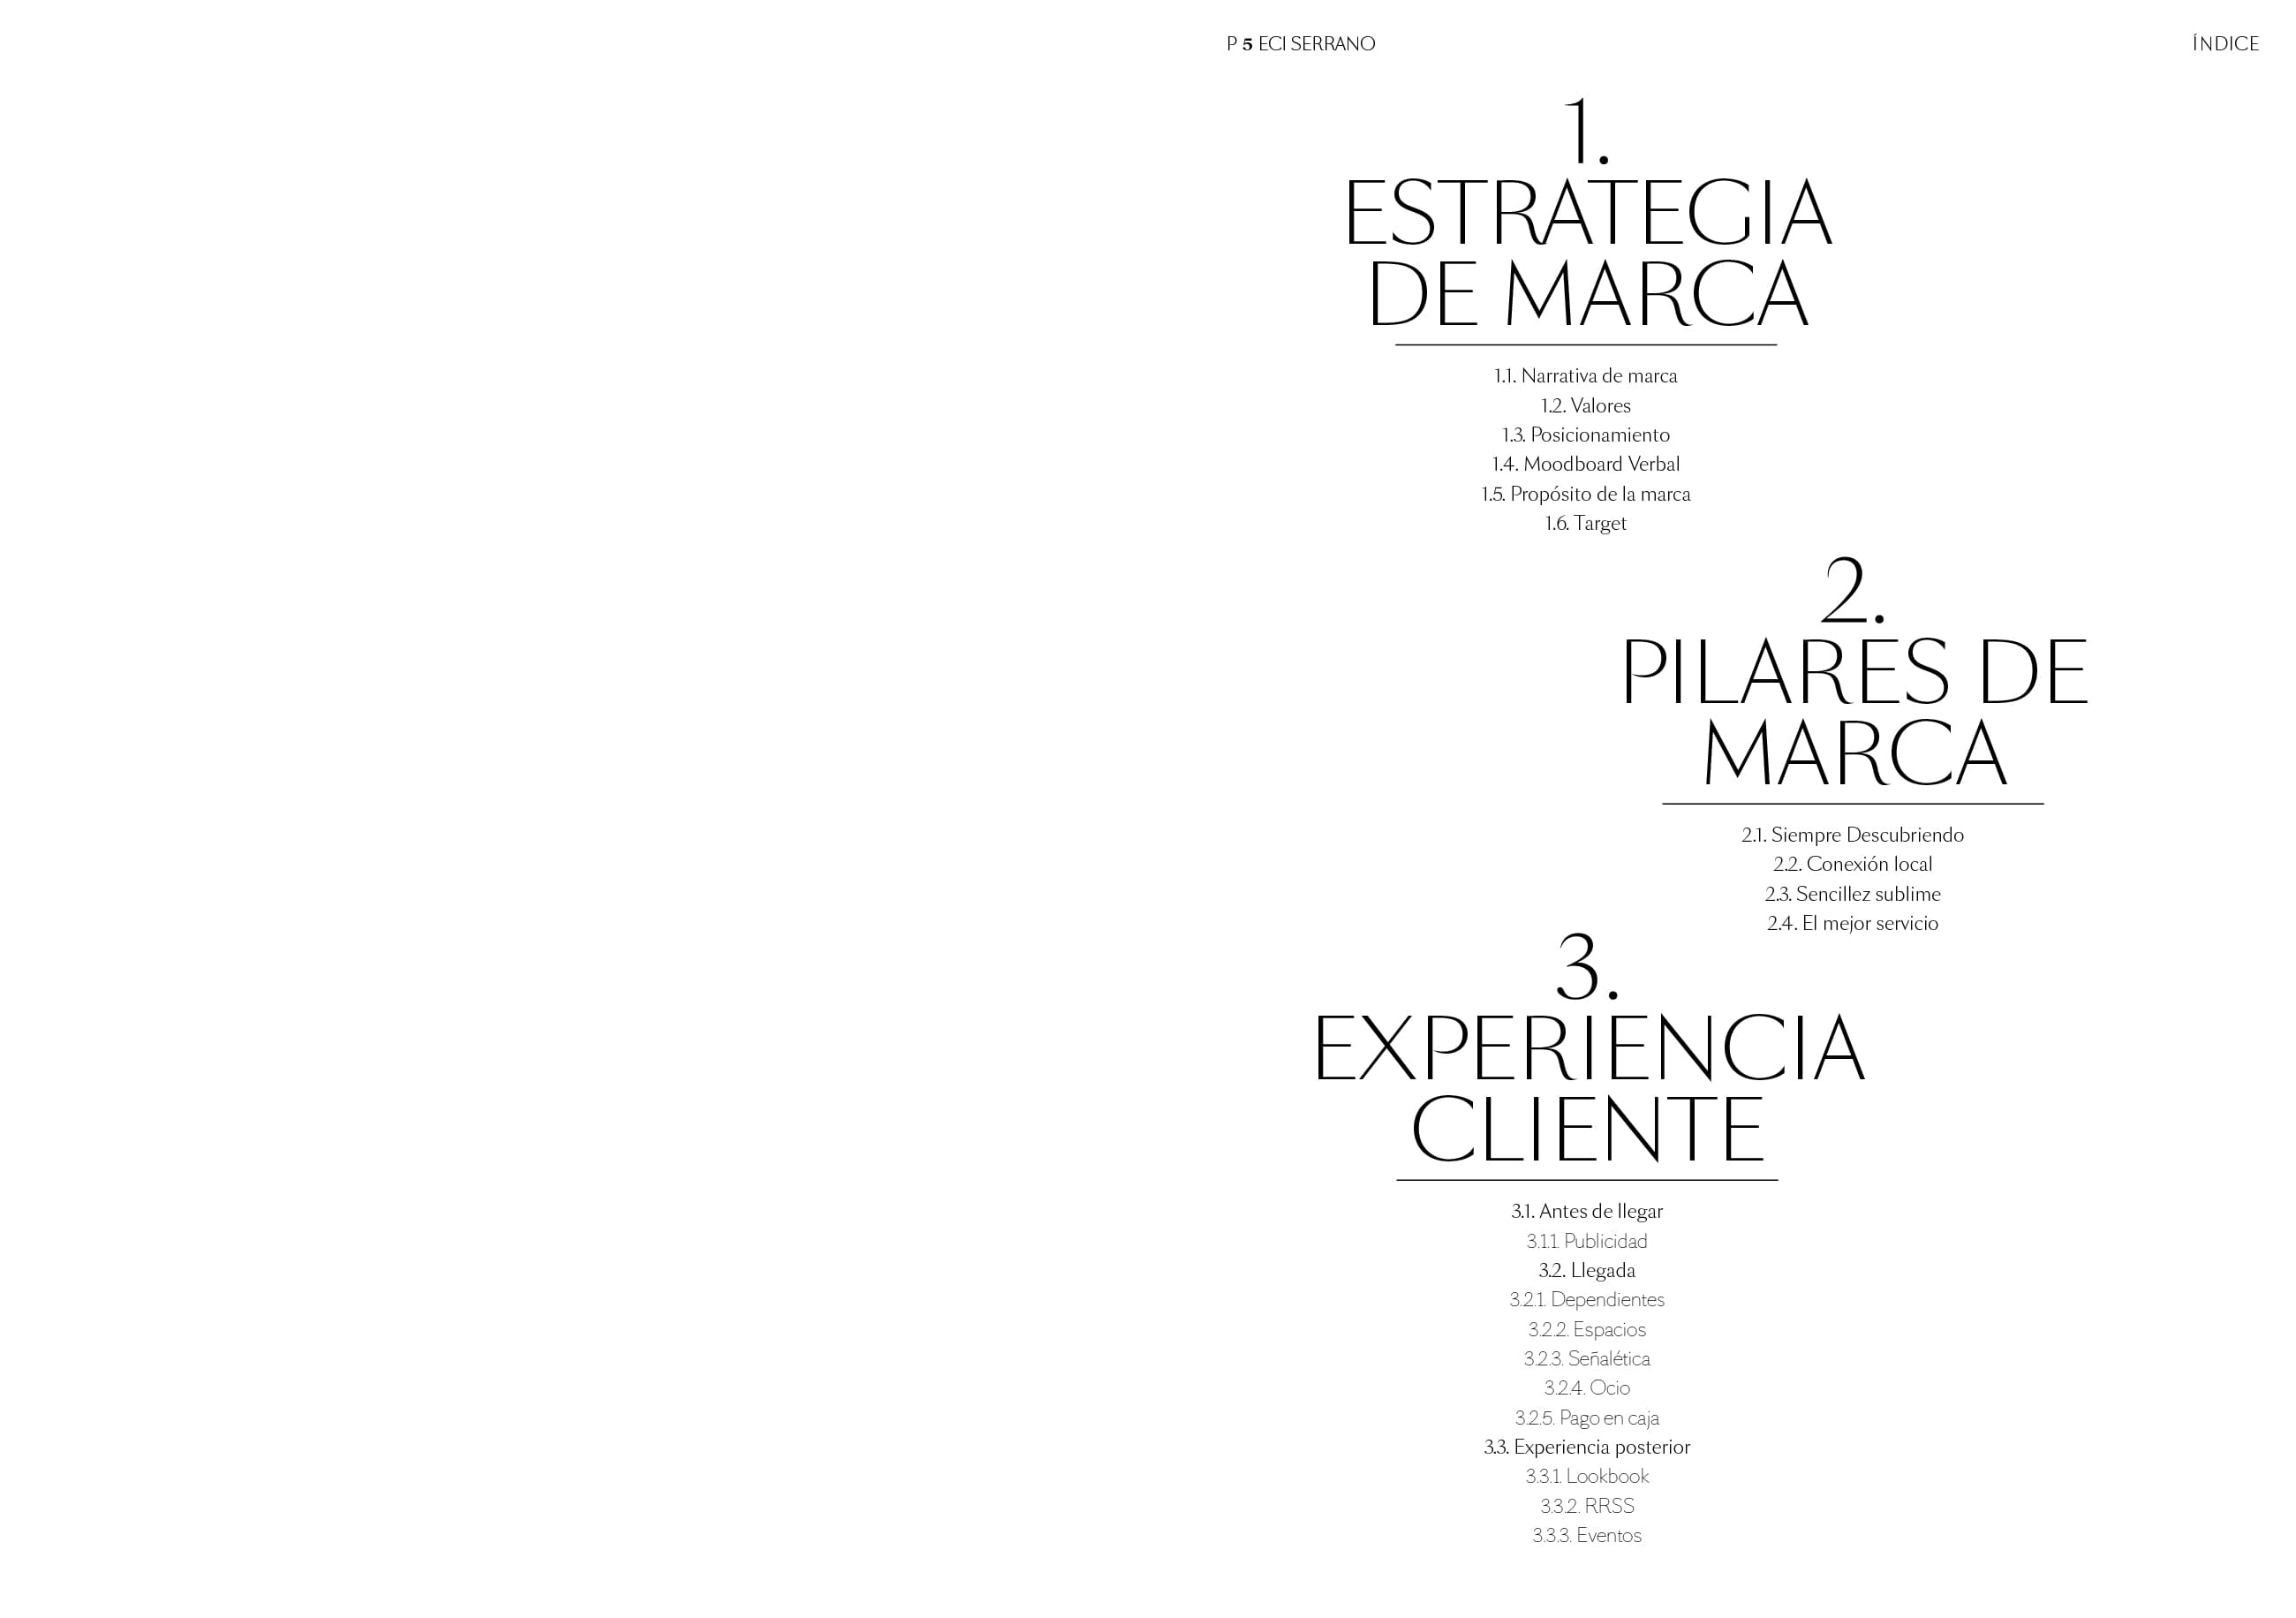 P 5 ECI SERRANO
ÍNDICE
1.
ESTRATEGIA
DE MARCA
1.1. Narrativa de marca
1.2. Valores
1.3. Posicionamiento
1.4. Moodboard Verbal
1.5. Propósito de la marca
1.6. Target
2.
PILARES DE
MARCA
2.1. Siempre Descubriendo
2.2. Conexión local
2.3. Sencillez sublime
2.4. El mejor servicio
3.
EXPERIENCIA
CLIENTE
3.1. Antes de llegar
3.1.1. Publicidad
3.2. Llegada
3.2.1. Dependientes
3.2.2. Espacios
3.2.3. Señalética
3.2.4. Ocio
3.2.5. Pago en caja
3.3. Experiencia posterior
3.3.1. Lookbook
3.3.2. RRSS
3.3.3. Eventos